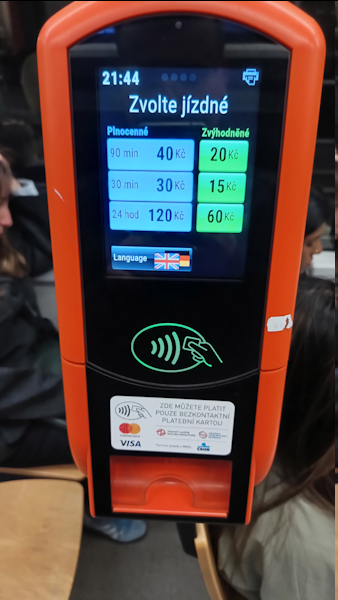 21:44
Zvolte jízdné
Plnocenné Zvýhodněné
90 min 40 Kč 20 Kč
30 min 30 Kč 15 Kč
24 hod 120 Kč 60 Kč
Language
ZDE MŮŽETE PLATIT
POUZE BEZKONTAKTNÍ
PLATEBNÍ KARTOU
VISA
ČSOB